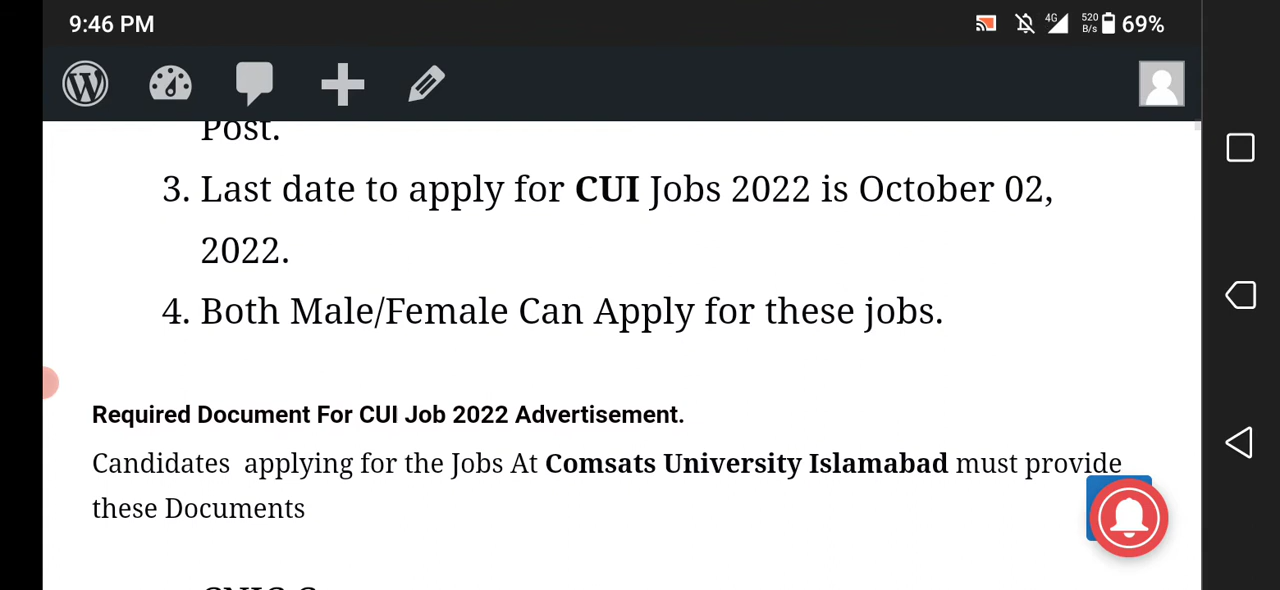 9:46 PM
4G
520
B/s
69%
Post.
3. Last date to apply for CUI Jobs 2022 is October 02,
2022.
4. Both Male/Female Can Apply for these jobs.
Required Document For CUI Job 2022 Advertisement.
Candidates  applying for the Jobs At Comsats University Islamabad must provide
these Documents